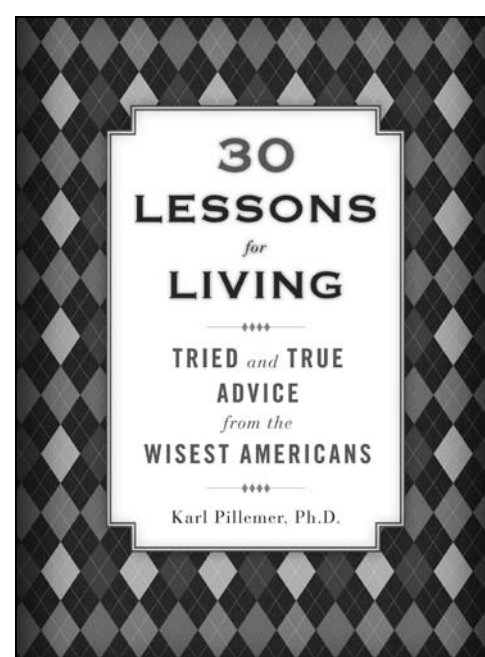 30
LESSONS
for
LIVING
TRIED and TRUE
ADVICE
from the
WISEST AMERICANS
Karl Pillemer, Ph.D.